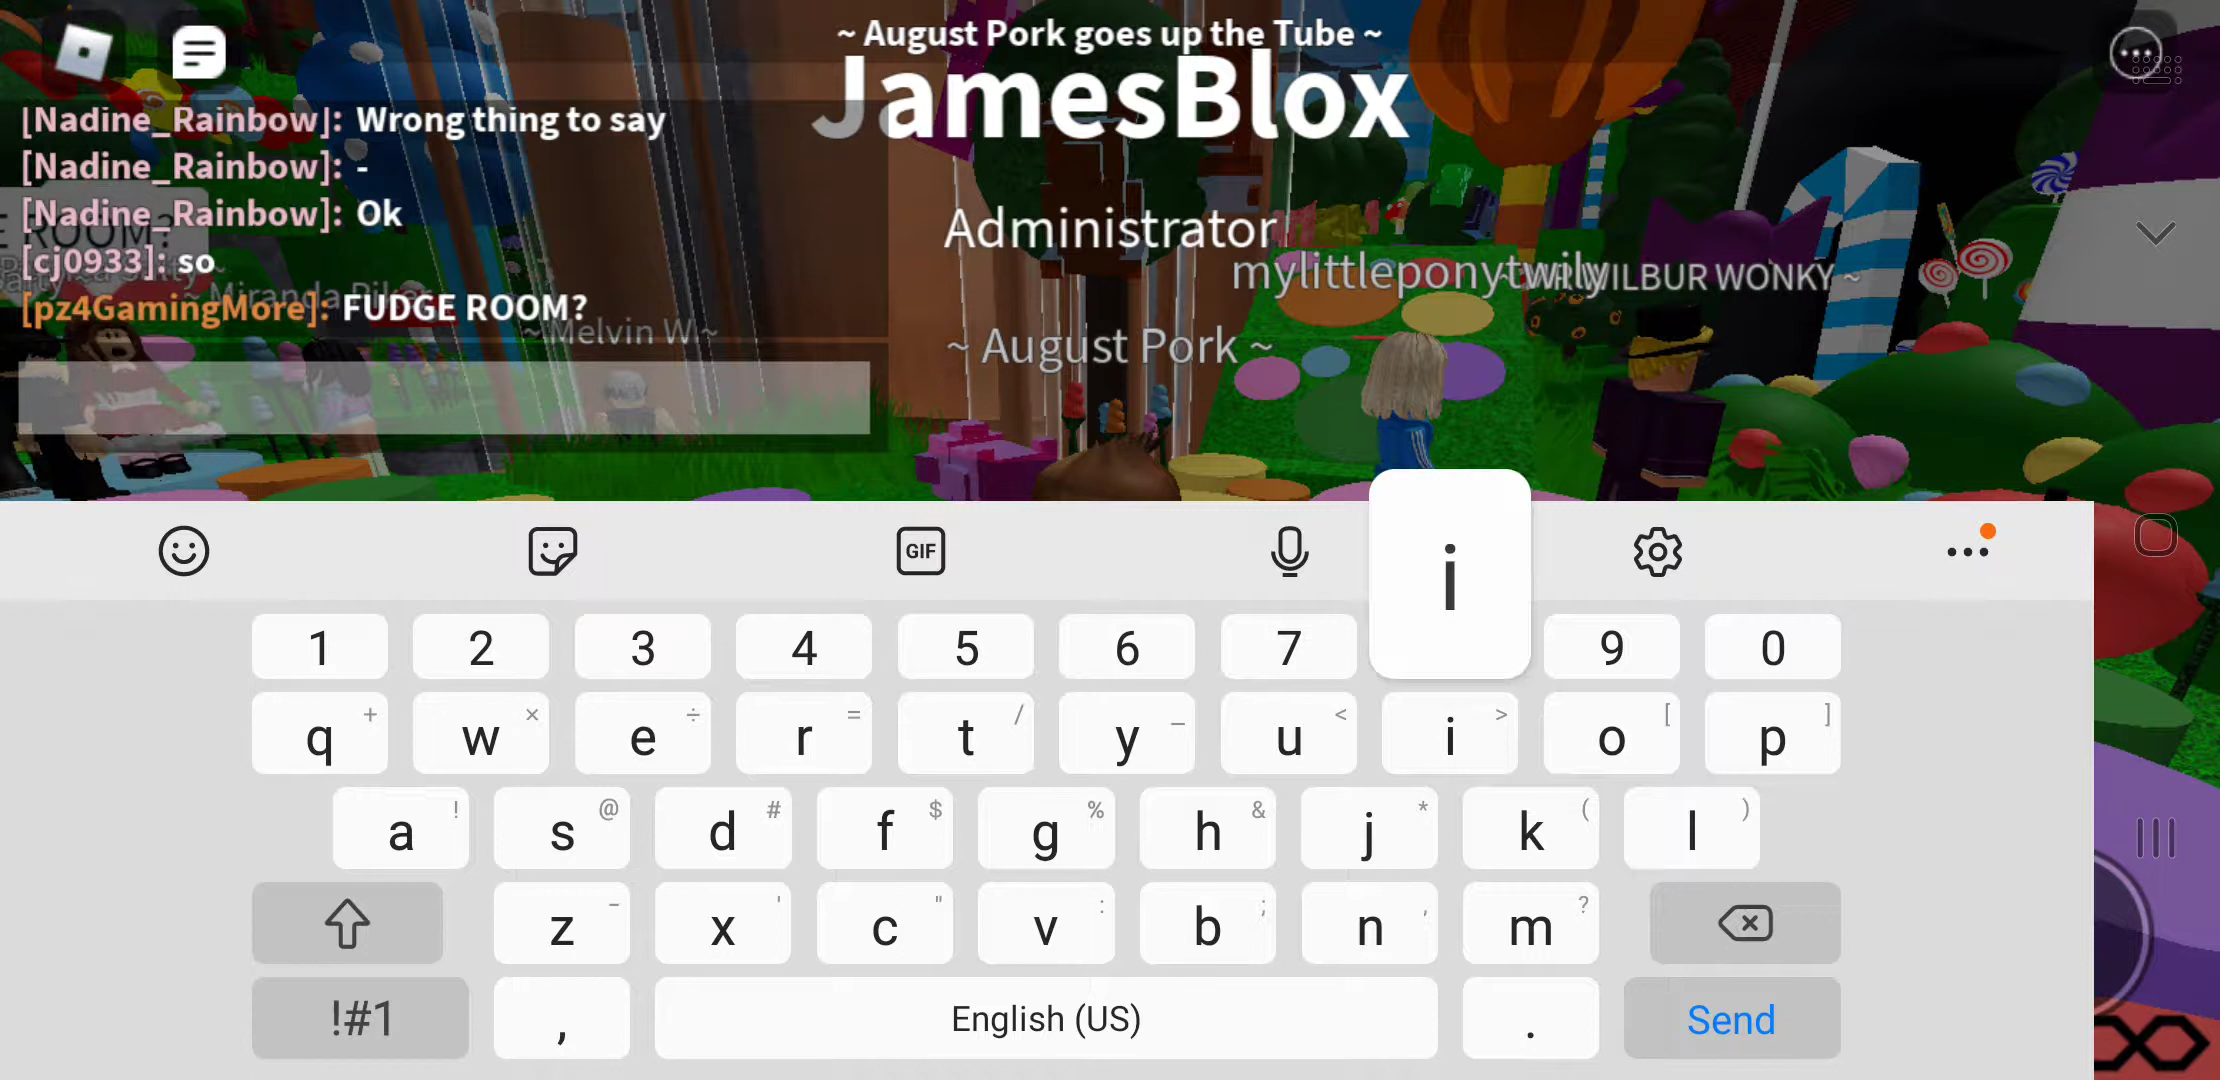 ~ August Pork goes up the Tube ~
JamesBlox
[Nadine_Rainbow]: Wrong thing to say
[Nadine_Rainbow]: -
[Nadine_Rainbow]: Ok
[cj0933]: so
[pz4GamingMore]: FUDGE ROOM?
E ROOM?
~ Melvin W ~
Administrator
mylittleponytwily
WILBUR WONKY ~
~ August Pork ~
GIF
i
1 2 3 4 5 6 7 9 0
q + w × e ÷ r = t / y _ u < i > o [ p ]
a ! s @ d # f $ g % h & j * k ( l )
z - x ' c " v : b ; n , m ?
!#1 , English (US) . Send